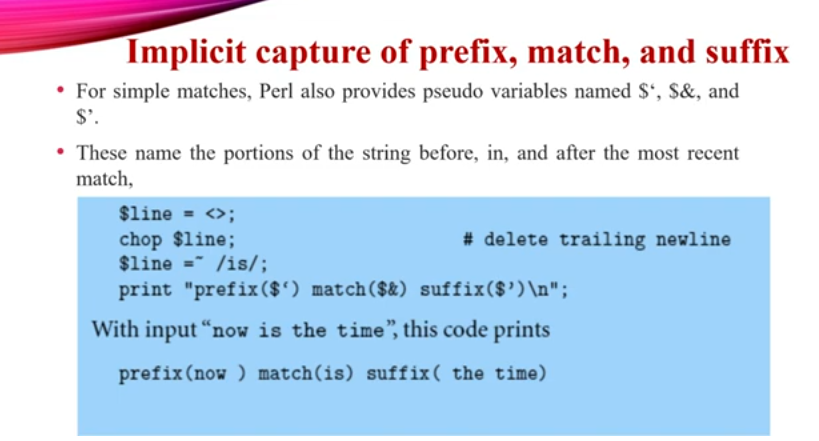 Implicit capture of prefix, match, and suffix
• For simple matches, Perl also provides pseudo variables named $‘, $&, and
$’.
• These name the portions of the string before, in, and after the most recent
match,
$line = <>;
chop $line; # delete trailing newline
$line =~ /is/;
print "prefix($‘) match($&) suffix($’)\n";
With input “now is the time”, this code prints
prefix(now ) match(is) suffix( the time)